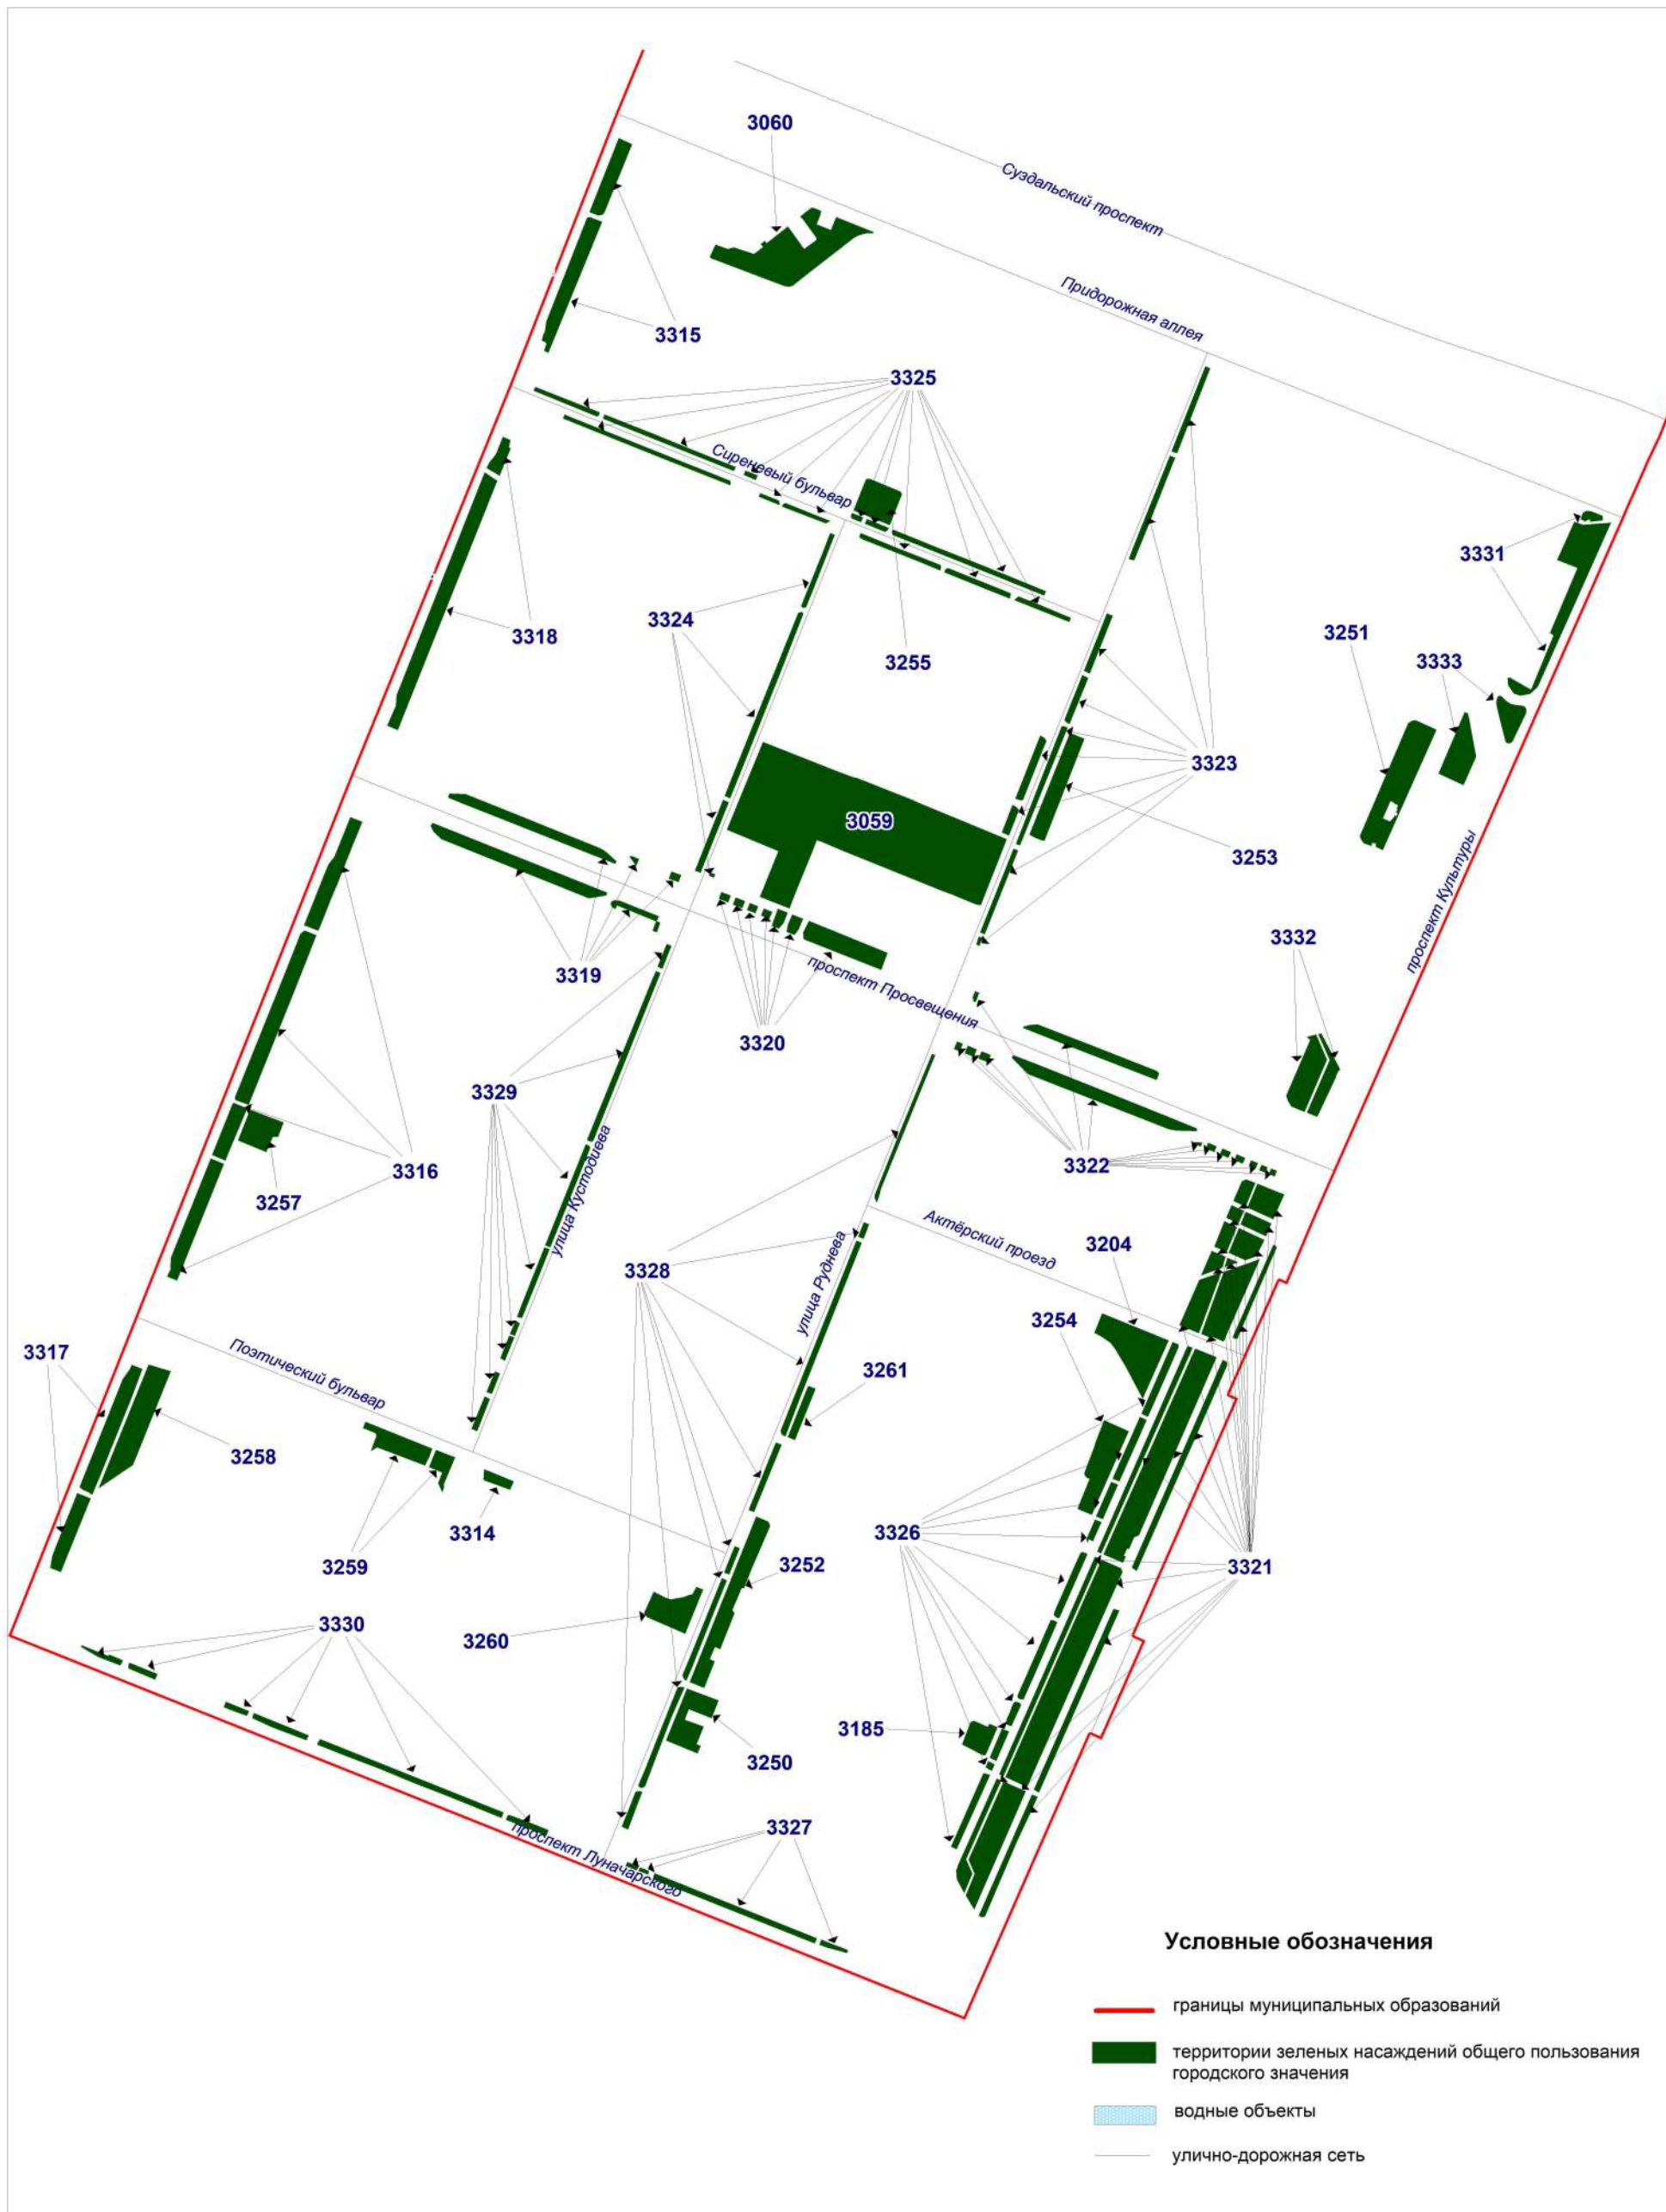 3060
Суздальский проспект
Придорожная аллея
3315
3325
Сиреневый бульвар
3331
3324
3251
3318
3333
3255
3323
3059
3253
проспект Культуры
3332
3319
проспект Просвещения
3320
3329
3322
3316
улица Кустодиева
3257
Актёрский проезд
3204
3328
улица Руднева
3254
3317
Поэтический бульвар
3261
3258
3314
3326
3259
3252
3321
3330
3260
3185
3250
3327
проспект Луначарского
Условные обозначения
границы муниципальных образований
территории зеленых насаждений общего пользования
городского значения
водные объекты
улично-дорожная сеть